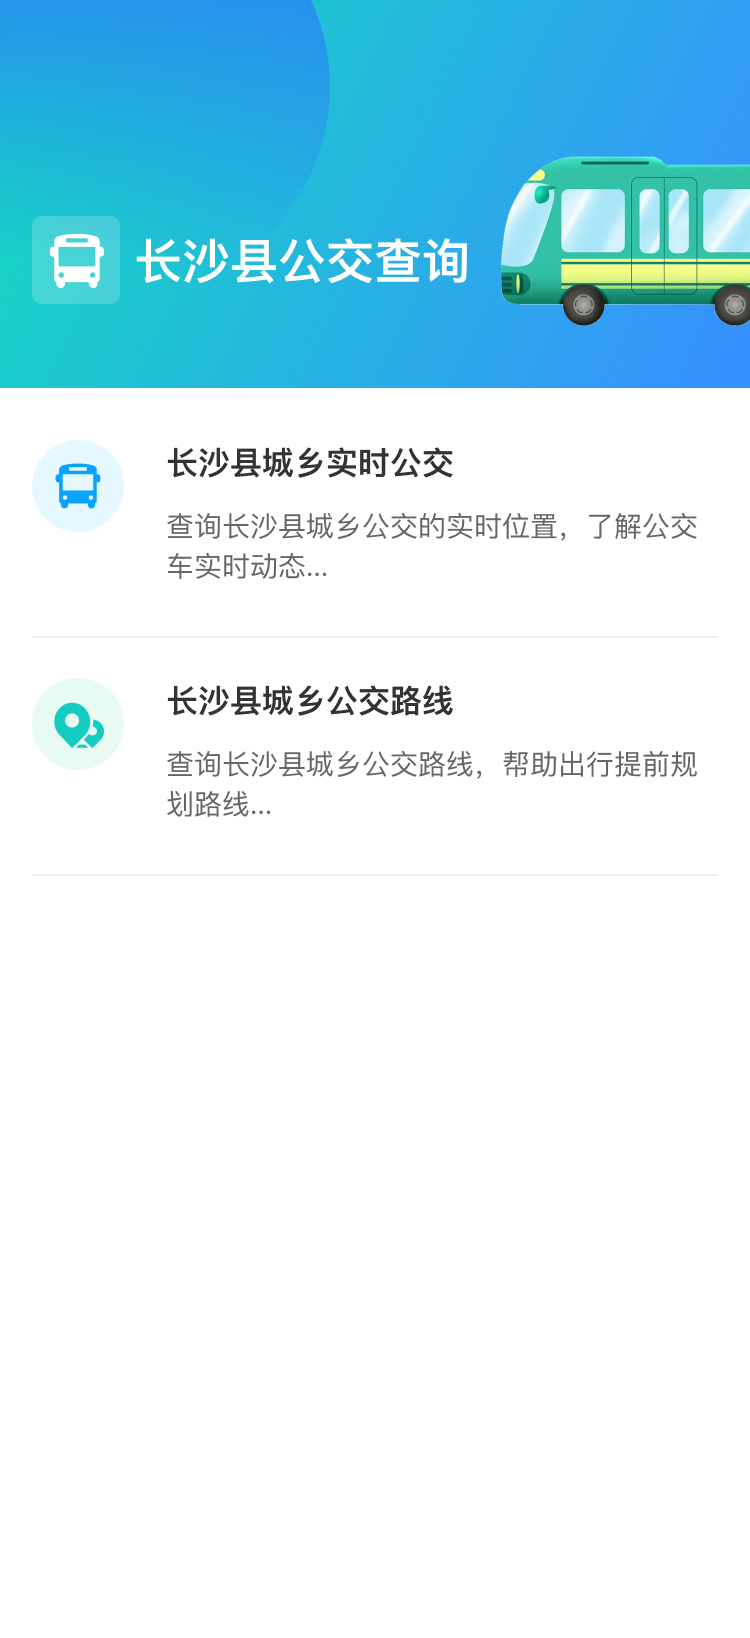 长沙县公交查询
长沙县城乡实时公交
查询长沙县城乡公交的实时位置，了解公交
车实时动态...
长沙县城乡公交路线
查询长沙县城乡公交路线，帮助出行提前规
划路线...